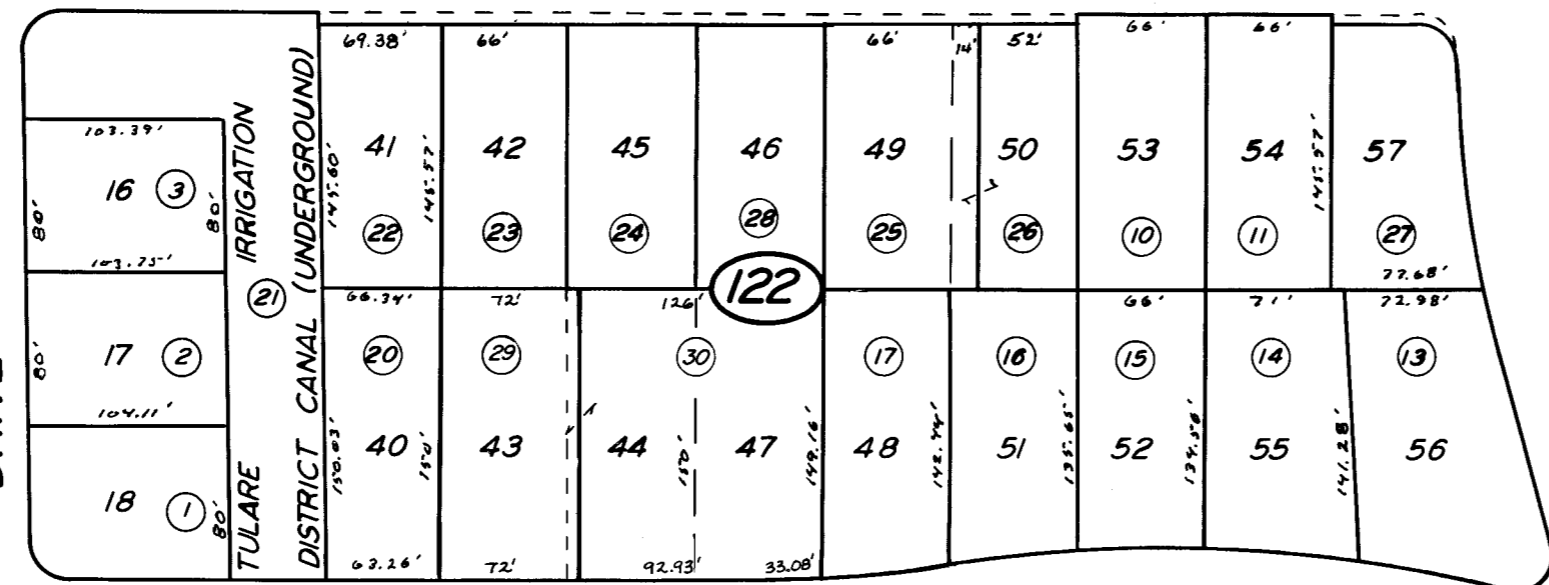 69.38' 66' 66' 14' 52' 66' 66'
103.39'
16 3
80' 80'
103.75'
17 2
80'
104.11'
18 1
80'
TULARE IRRIGATION
DISTRICT CANAL (UNDERGROUND)
21
41 42 45 46 49 50 53 54 57
145.60' 145.57' 145.57'
22 23 24 28 25 26 10 11 27
77.68'
122
66.34' 72' 126' 66' 71' 72.98'
20 29 30 17 16 15 14 13
40 43 44 47 48 51 52 55 56
150.03' 150' 150' 149.16' 142.74' 135.65' 134.56' 141.28'
63.26' 72' 92.93' 33.08'